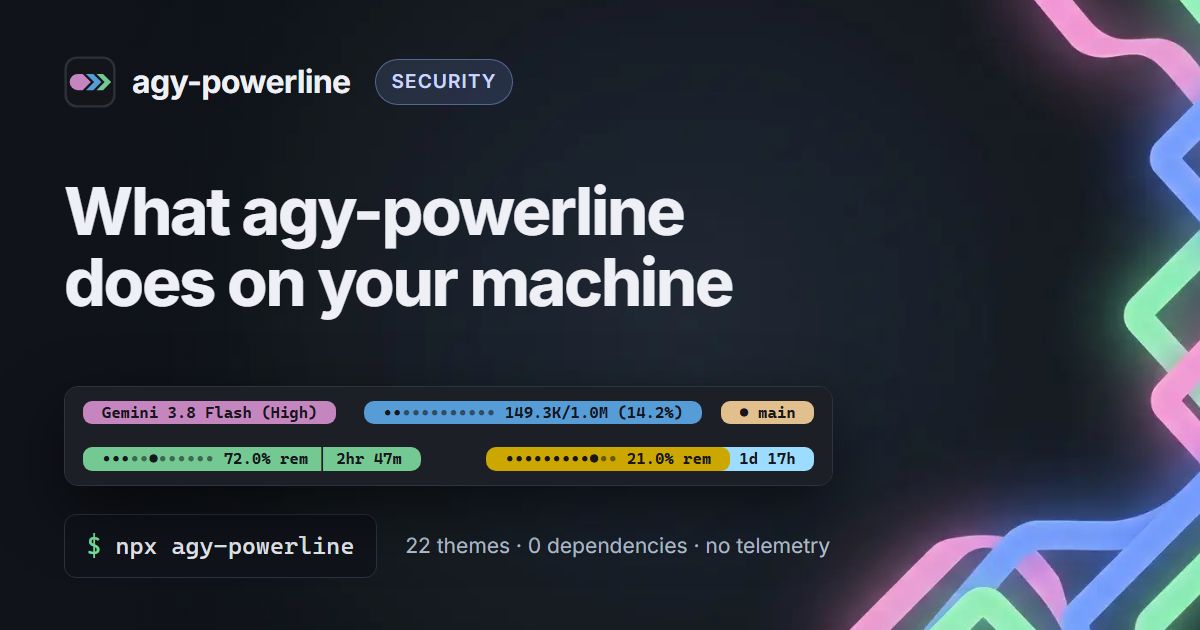 agy-powerline SECURITY
What agy-powerline
does on your machine
Gemini 3.8 Flash (High) 149.3K/1.0M (14.2%) main
72.0% rem 2hr 47m 21.0% rem 1d 17h
$ npx agy-powerline 22 themes · 0 dependencies · no telemetry